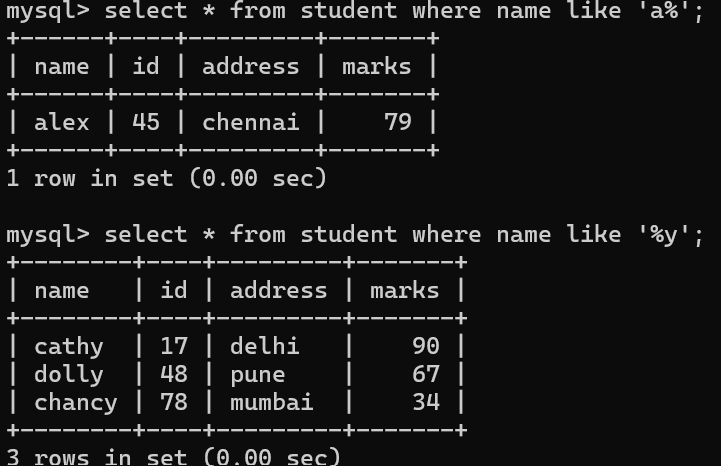 mysql> select * from student where name like 'a%';
+------+----+---------+-------+
| name | id | address | marks |
+------+----+---------+-------+
| alex | 45 | chennai |    79 |
+------+----+---------+-------+
1 row in set (0.00 sec)

mysql> select * from student where name like '%y';
+--------+----+---------+-------+
| name   | id | address | marks |
+--------+----+---------+-------+
| cathy  | 17 | delhi   |    90 |
| dolly  | 48 | pune    |    67 |
| chancy | 78 | mumbai  |    34 |
+--------+----+---------+-------+
3 rows in set (0.00 sec)